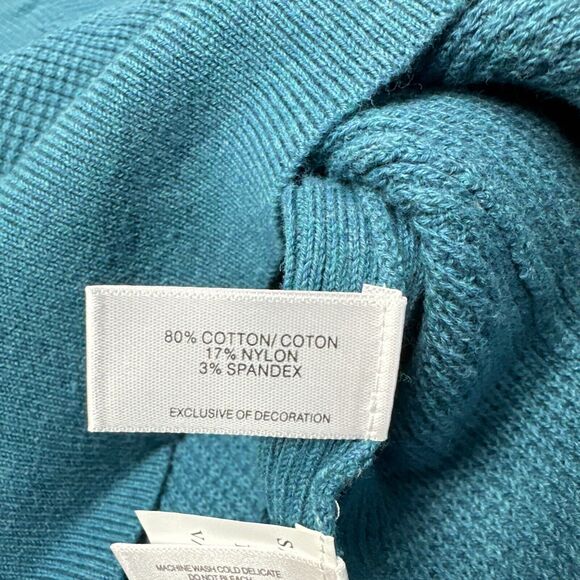 80% COTTON/ COTON
17% NYLON
3% SPANDEX
EXCLUSIVE OF DECORATION
MACHINE WASH COLD DELICATE
DO NOT BLEACH